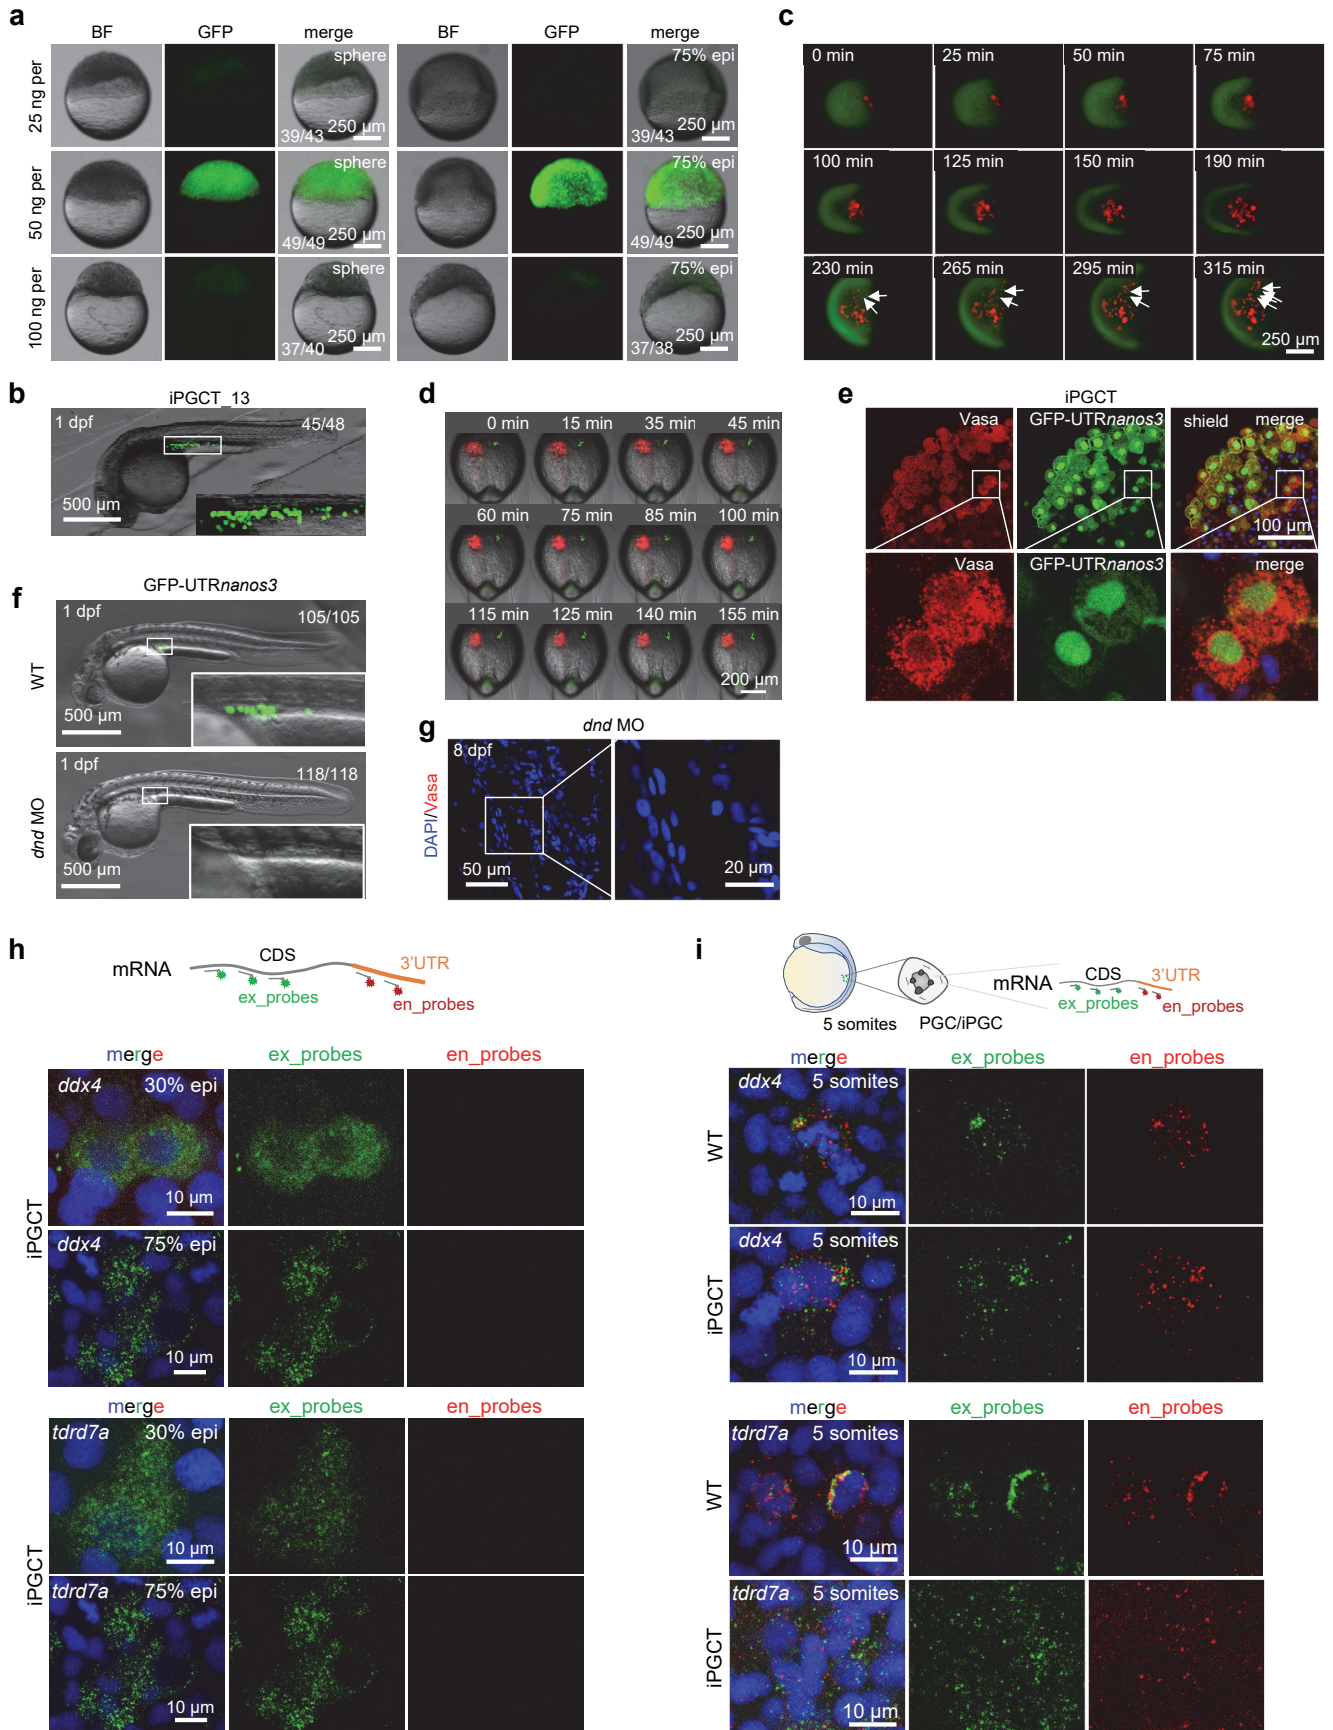 a
BF GFP merge BF GFP merge
25 ng per
sphere
39/43
250 µm
75% epi
39/43
250 µm
50 ng per
sphere
49/49
250 µm
75% epi
49/49
250 µm
100 ng per
sphere
37/40
250 µm
75% epi
37/38
250 µm
c
0 min 25 min 50 min 75 min
100 min 125 min 150 min 190 min
230 min 265 min 295 min 315 min
250 µm
b
iPGCT_13
1 dpf
45/48
500 µm
d
0 min 15 min 35 min 45 min
60 min 75 min 85 min 100 min
115 min 125 min 140 min 155 min
200 µm
e
iPGCT
Vasa GFP-UTRnanos3 shield merge
100 µm
Vasa GFP-UTRnanos3 merge
f
GFP-UTRnanos3
WT
1 dpf
105/105
500 µm
dnd MO
1 dpf
118/118
500 µm
g
dnd MO
DAPI/Vasa
8 dpf
50 µm
20 µm
h
mRNA
CDS
3'UTR
ex_probes
en_probes
merge ex_probes en_probes
iPGCT
ddx4 30% epi
10 µm
ddx4 75% epi
10 µm
merge ex_probes en_probes
iPGCT
tdrd7a 30% epi
10 µm
tdrd7a 75% epi
10 µm
i
5 somites
PGC/iPGC
mRNA
CDS
3'UTR
ex_probes
en_probes
merge ex_probes en_probes
WT
ddx4 5 somites
10 µm
iPGCT
ddx4 5 somites
10 µm
merge ex_probes en_probes
WT
tdrd7a 5 somites
10 µm
iPGCT
tdrd7a 5 somites
10 µm